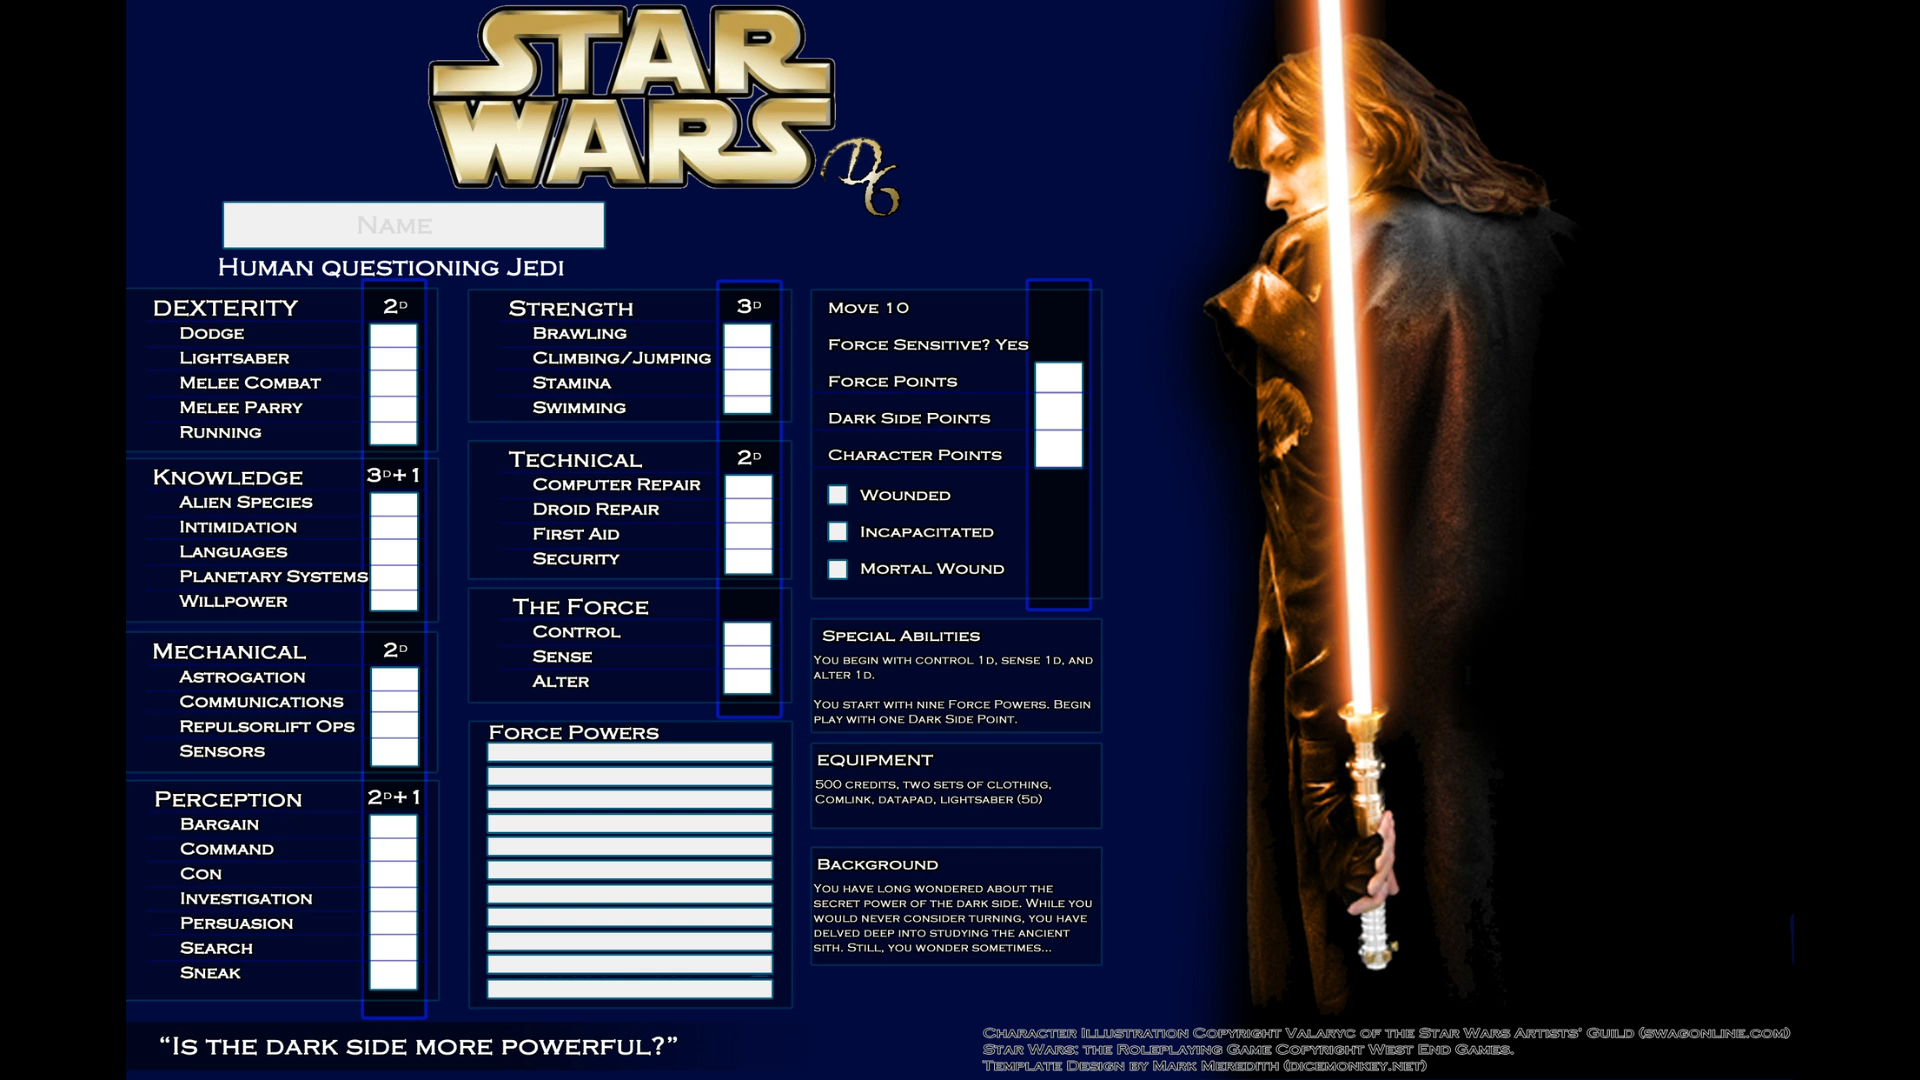 STAR
WARS
D6
Name
Human questioning Jedi
Dexterity 2D
Dodge
Lightsaber
Melee Combat
Melee Parry
Running
Knowledge 3D+1
Alien Species
Intimidation
Languages
Planetary Systems
Willpower
Mechanical 2D
Astrogation
Communications
Repulsorlift Ops
Sensors
Perception 2D+1
Bargain
Command
Con
Investigation
Persuasion
Search
Sneak
Strength 3D
Brawling
Climbing/Jumping
Stamina
Swimming
Technical 2D
Computer Repair
Droid Repair
First Aid
Security
The Force
Control
Sense
Alter
Force Powers
Move 10
Force Sensitive? Yes
Force Points
Dark Side Points
Character Points
Wounded
Incapacitated
Mortal Wound
Special Abilities
You begin with control 1D, sense 1D, and
alter 1D.
You start with nine Force Powers. Begin
play with one Dark Side Point.
Equipment
500 credits, two sets of clothing,
Comlink, datapad, lightsaber (5D)
Background
You have long wondered about the
secret power of the dark side. While you
would never consider turning, you have
delved deep into studying the ancient
sith. Still, you wonder sometimes...
“Is the dark side more powerful?”
Character Illustration Copyright Valaryc of the Star Wars Artists' Guild (swagonline.com)
Star Wars: the Roleplaying Game Copyright West End Games.
Template Design by Mark Meredith (dicemonkey.net)